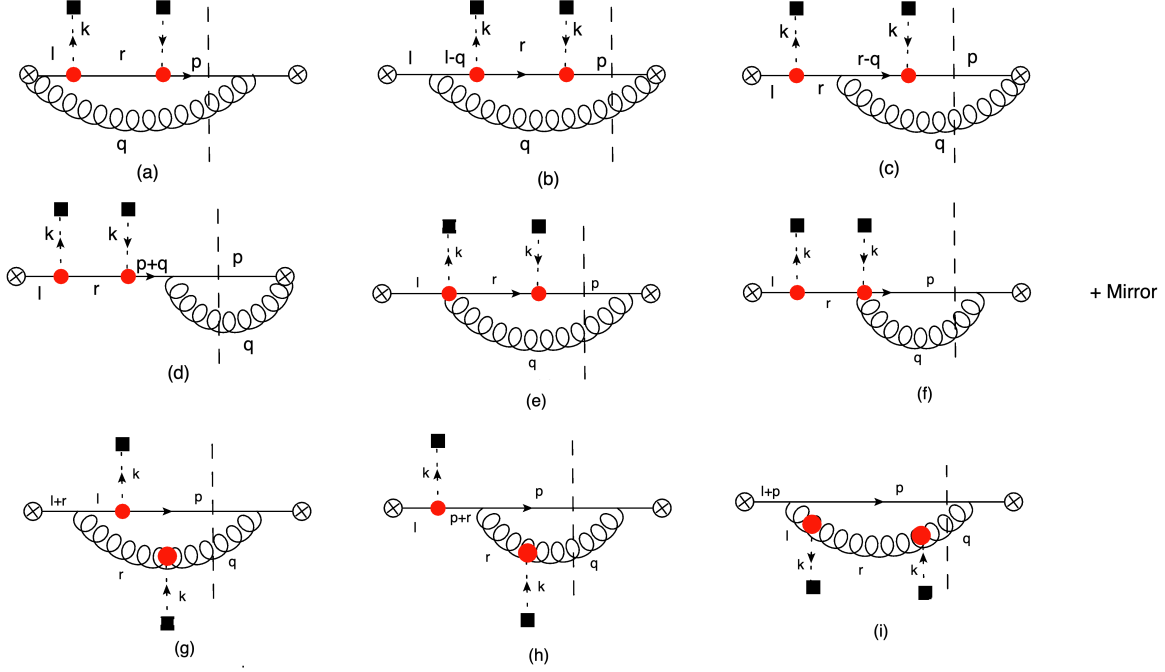 k
l r p
q
(a)
k k
l l-q r p
q
(b)
k k
r-q p
l r
q
(c)
k k
p+q p
l r
q
(d)
k k
l r p
q
(e)
k k
l r p
q
(f)
+ Mirror
k
l+r l p
r q
k
(g)
k
p
l p+r
r q
k
(h)
l+p p
l q
k r k
(i)